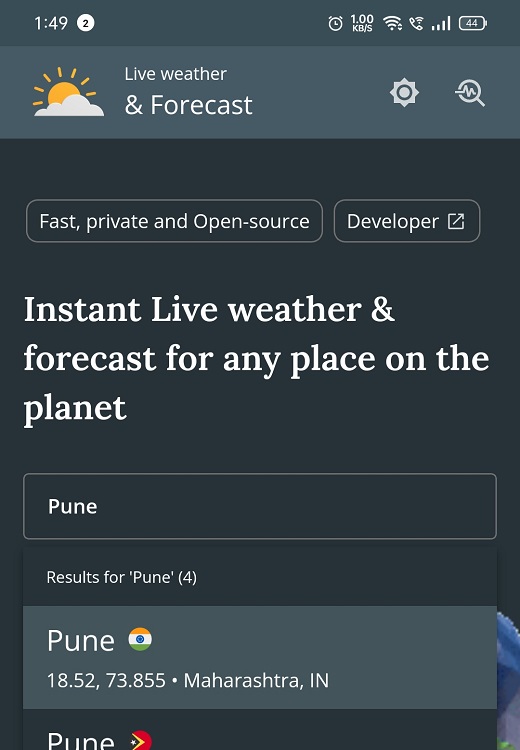 1:49 2 1.00 KB/S 44
Live weather
& Forecast
Fast, private and Open-source Developer
Instant Live weather &
forecast for any place on the
planet
Pune
Results for 'Pune' (4)
Pune
18.52, 73.855 • Maharashtra, IN
Pune